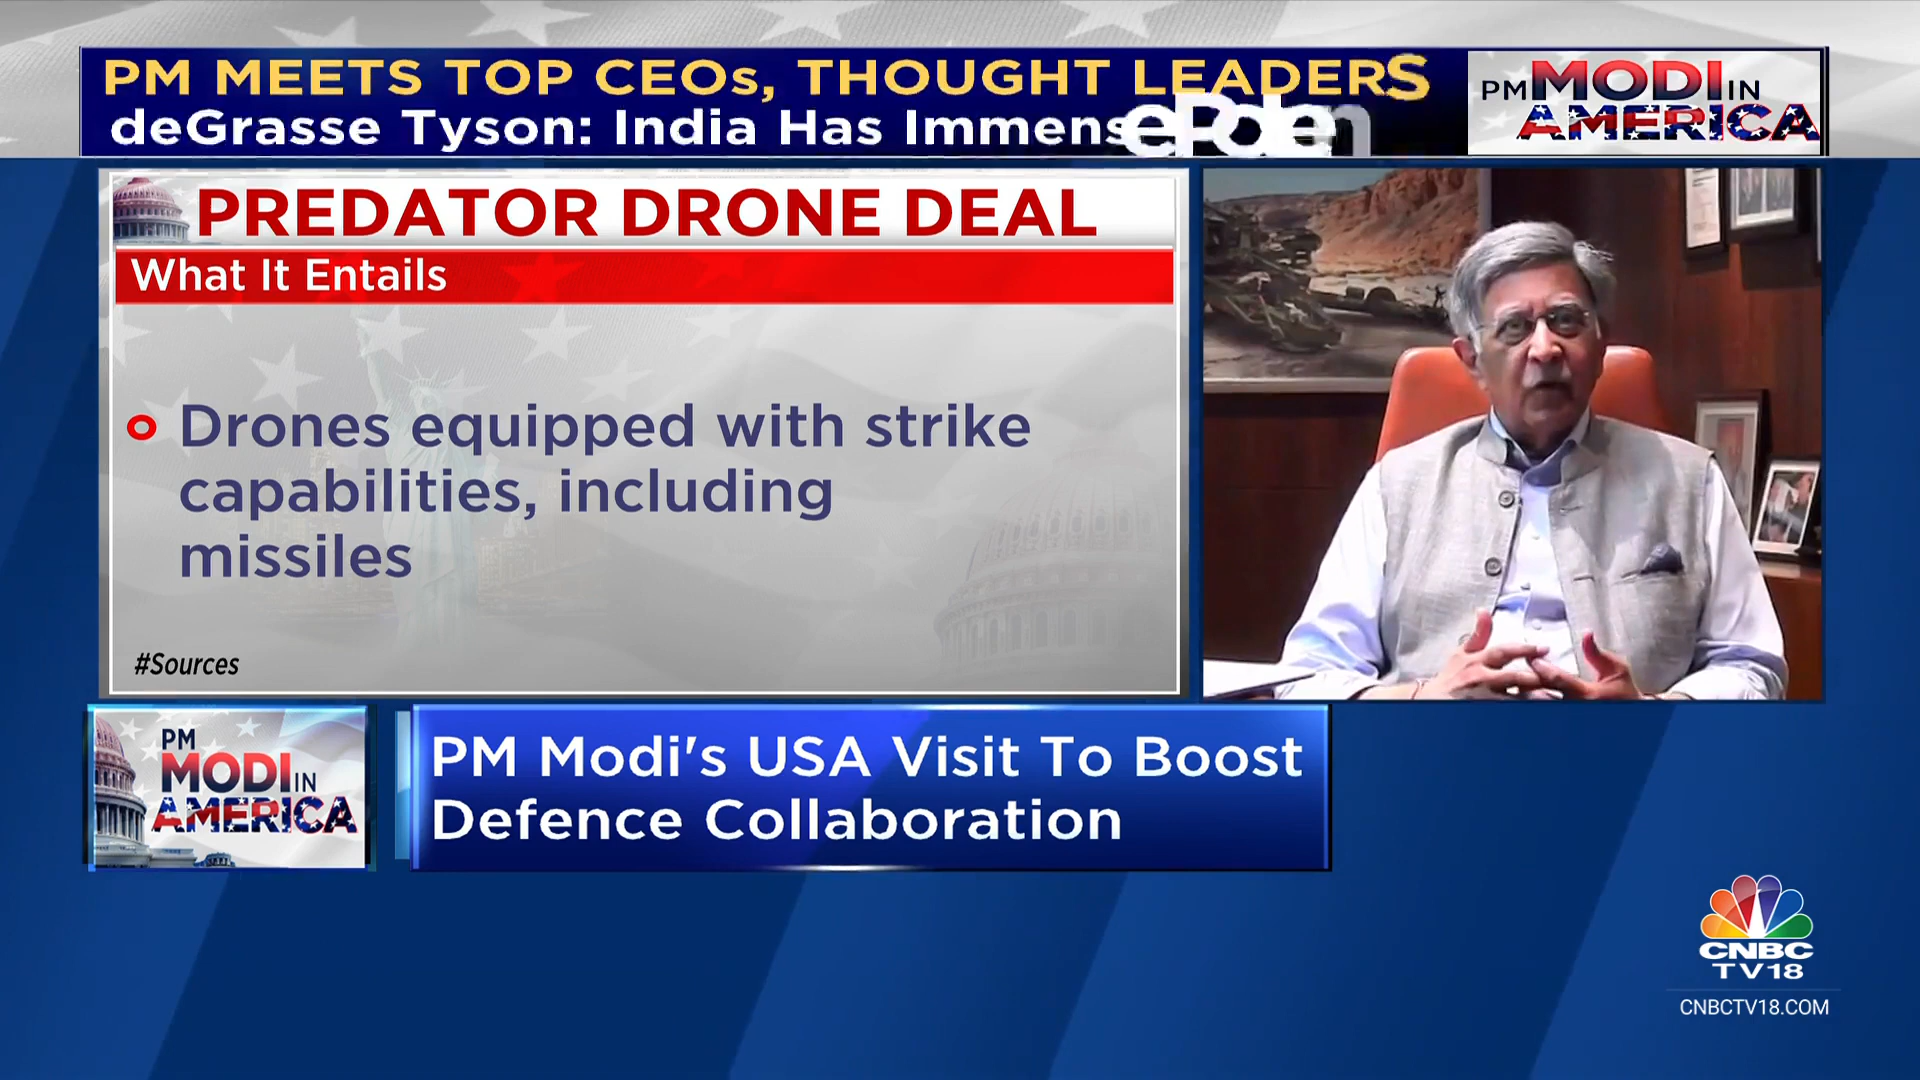 PM MEETS TOP CEOs, THOUGHT LEADERS
deGrasse Tyson: India Has Immens
PM MODI IN
AMERICA
PREDATOR DRONE DEAL
What It Entails
Drones equipped with strike
capabilities, including
missiles
#Sources
PM
MODI IN
AMERICA
PM Modi's USA Visit To Boost
Defence Collaboration
CNBC
TV18
CNBCTV18.COM